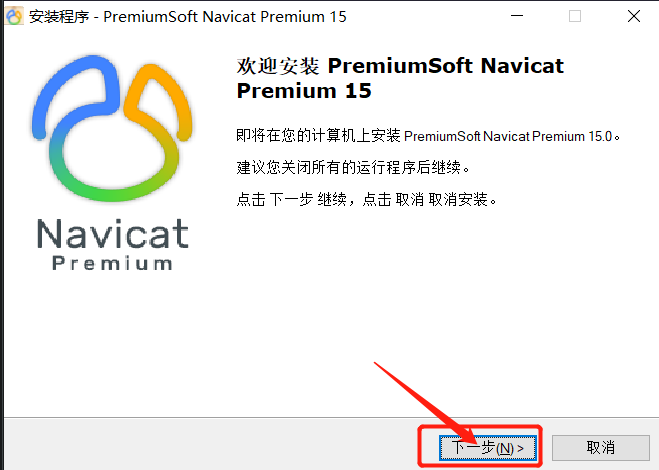 安装程序 - PremiumSoft Navicat Premium 15
欢迎安装 PremiumSoft Navicat
Premium 15
即将在您的计算机上安装 PremiumSoft Navicat Premium 15.0。
建议您关闭所有的运行程序后继续。
点击 下一步 继续，点击 取消 取消安装。
Navicat
Premium
下一步(N) >
取消